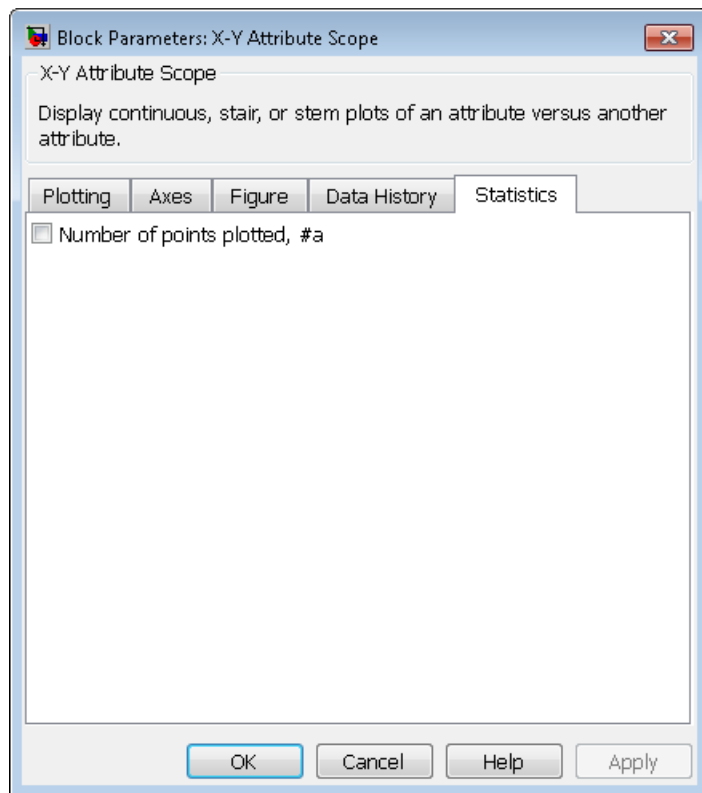 Block Parameters: X-Y Attribute Scope
X-Y Attribute Scope
Display continuous, stair, or stem plots of an attribute versus another
attribute.
Plotting Axes Figure Data History Statistics
Number of points plotted, #a
OK Cancel Help Apply